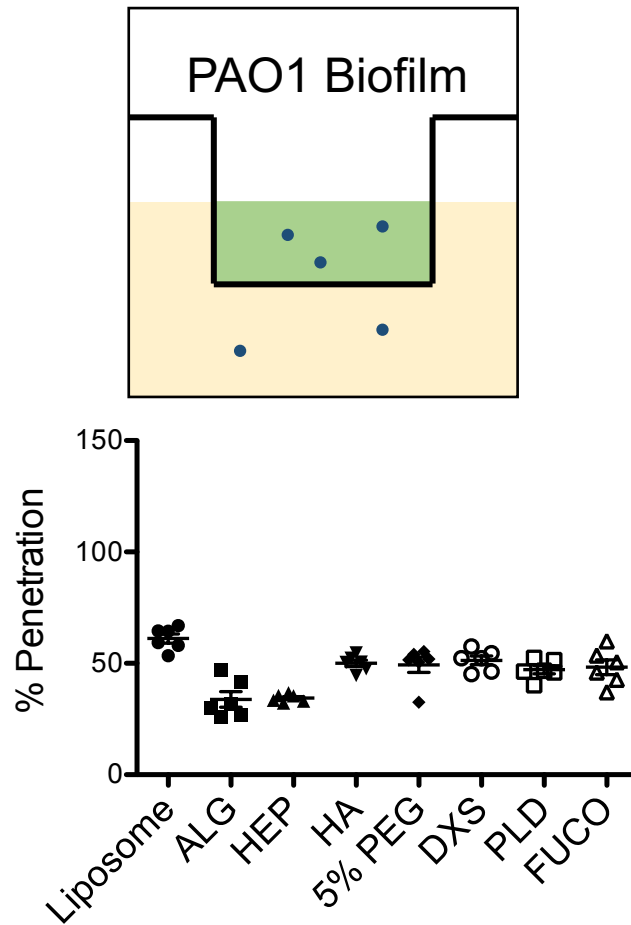 PAO1 Biofilm
% Penetration
150
100
50
0
Liposome
ALG
HEP
HA
5% PEG
DXS
PLD
FUCO